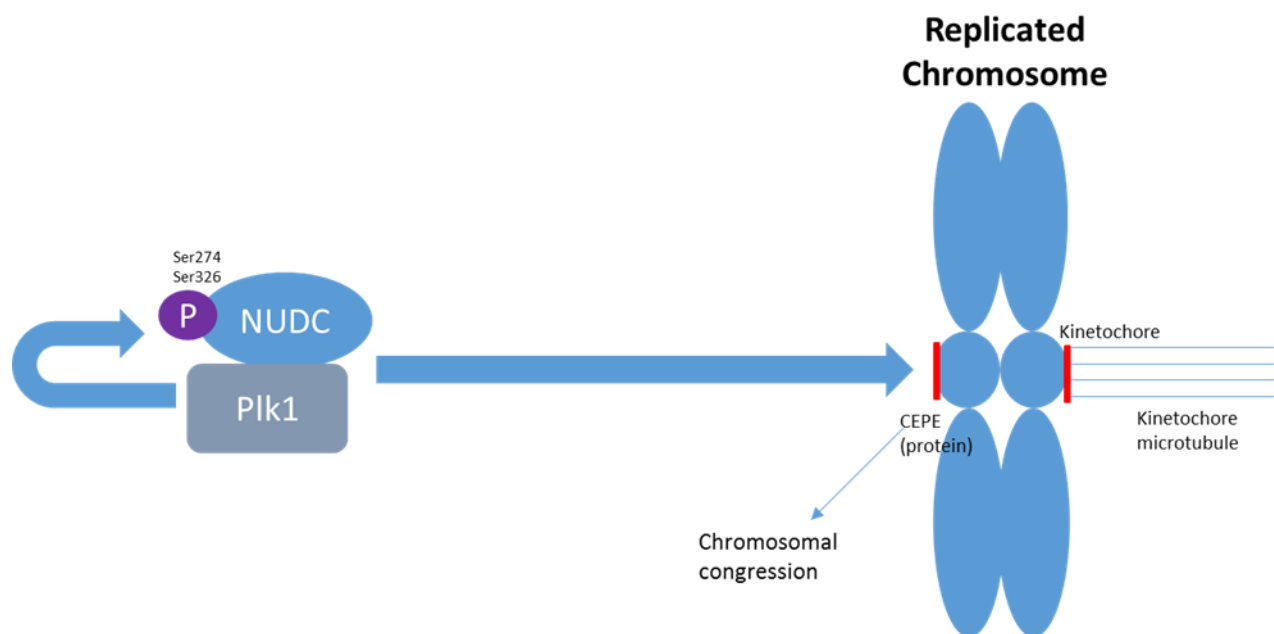 Replicated
Chromosome
Ser274
Ser326
P
NUDC
Plk1
Kinetochore
CEPE
(protein)
Kinetochore
microtubule
Chromosomal
congression